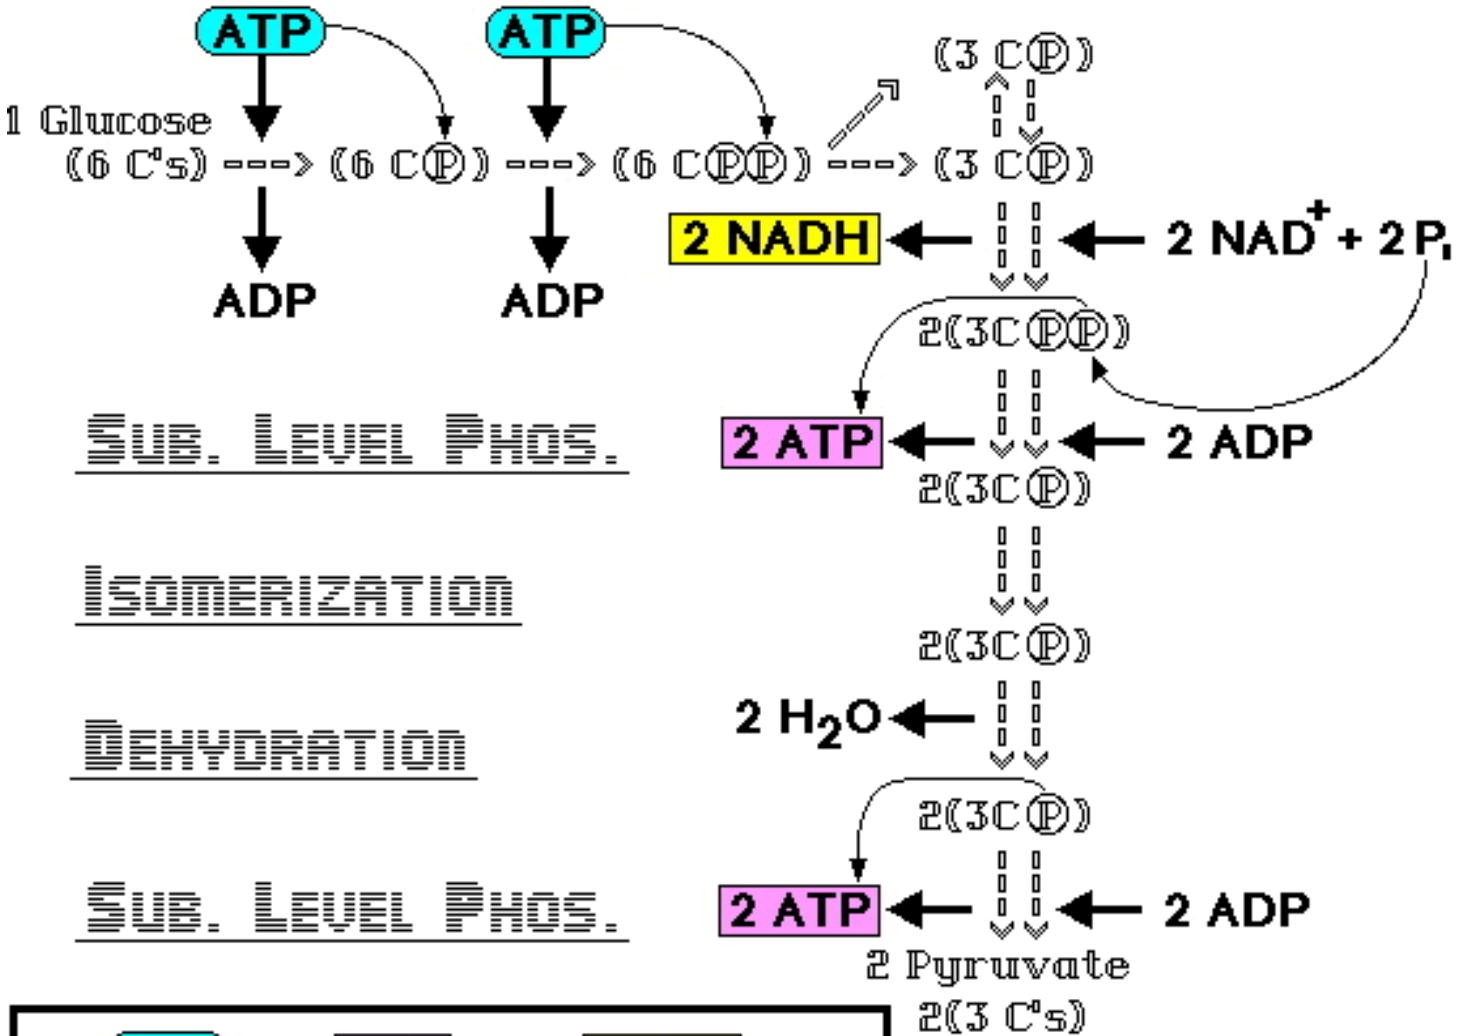 ATP ATP (3 CⓅ)
1 Glucose
(6 C's) ---> (6 CⓅ) ---> (6 CⓅⓅ) ---> (3 CⓅ)
2 NADH 2 NAD+ + 2 Pi
ADP ADP
2(3CⓅⓅ)
SUB. LEVEL PHOS. 2 ATP 2 ADP
2(3CⓅ)
ISOMERIZATION
2(3CⓅ)
DEHYDRATION 2 H₂O
2(3CⓅ)
SUB. LEVEL PHOS. 2 ATP 2 ADP
2 Pyruvate
2(3 C's)